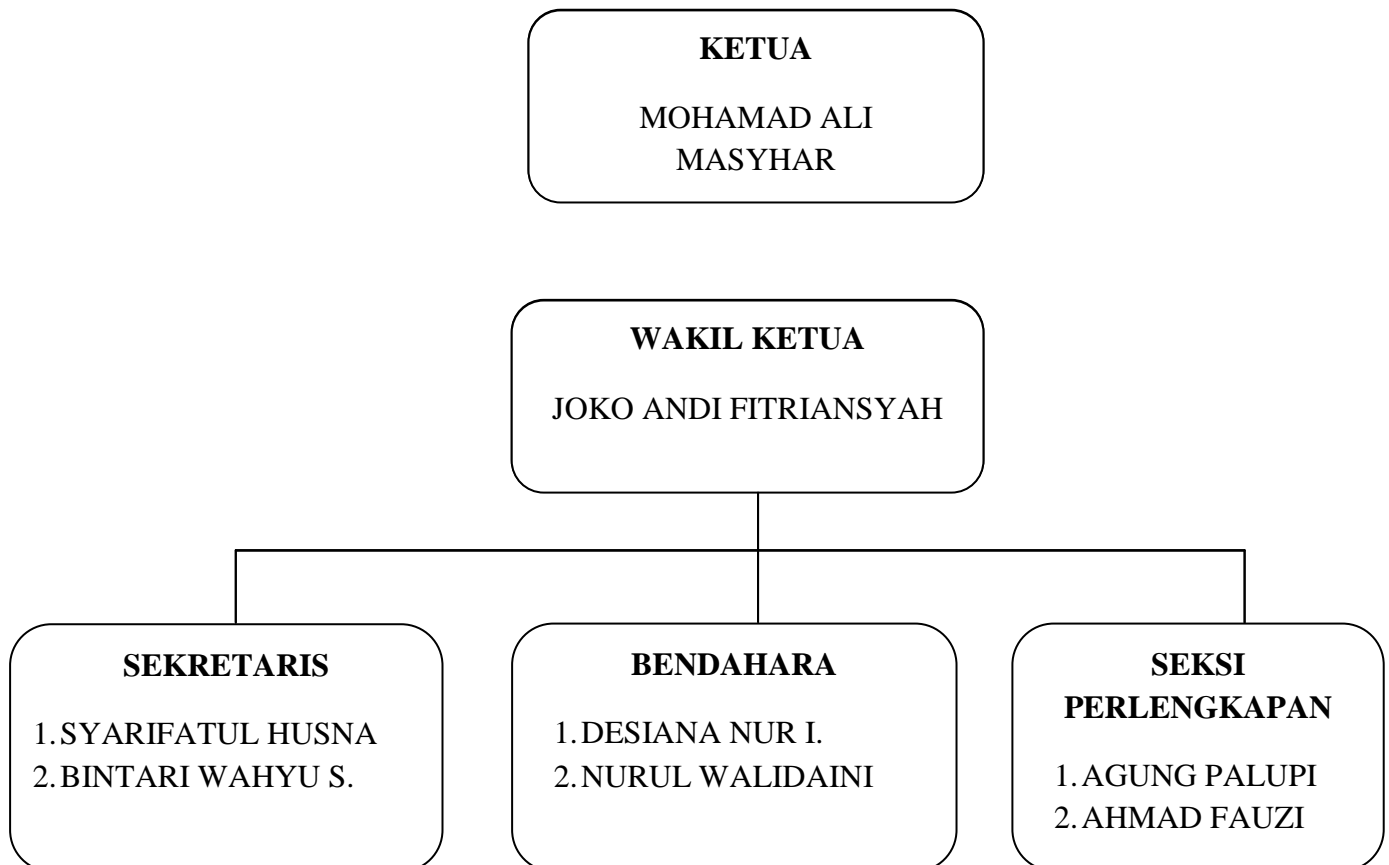 KETUA
MOHAMAD ALI
MASYHAR
WAKIL KETUA
JOKO ANDI FITRIANSYAH
SEKRETARIS
1. SYARIFATUL HUSNA
2. BINTARI WAHYU S.
BENDAHARA
1. DESIANA NUR I.
2. NURUL WALIDAINI
SEKSI
PERLENGKAPAN
1. AGUNG PALUPI
2. AHMAD FAUZI